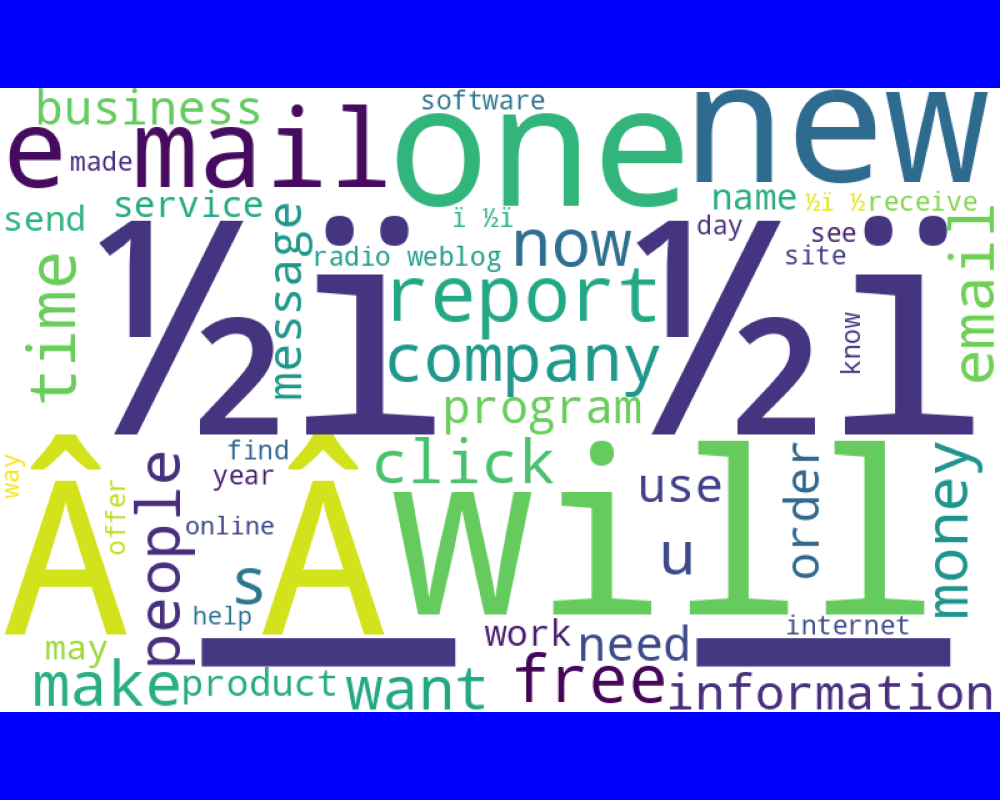 business
software
new
e mail
one
made
service
name
½ï ½
receive
send
message
ï ½ï
day
see
radio weblog
now
site
email
time
½ï ½ï
report
know
company
program
find
click
way
year
people
use
order
money
offer
online
Â Â
will
u
s
help
work
need
internet
may
_ _
make
product
want
free
information